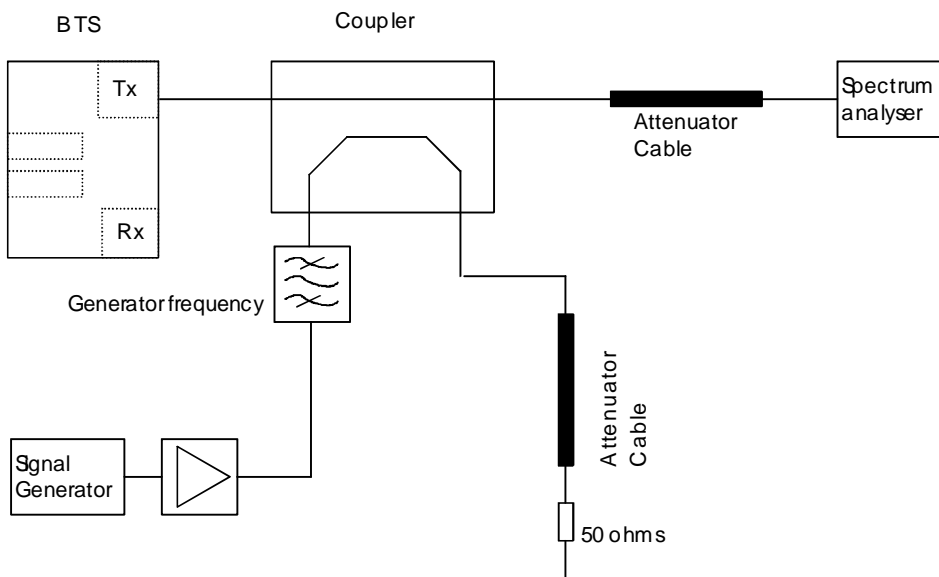 BTS
Coupler
Tx
Spectrum
analyser
Attenuator
Cable
Rx
Generator frequency
Attenuator
Cable
Signal
Generator
50 ohms